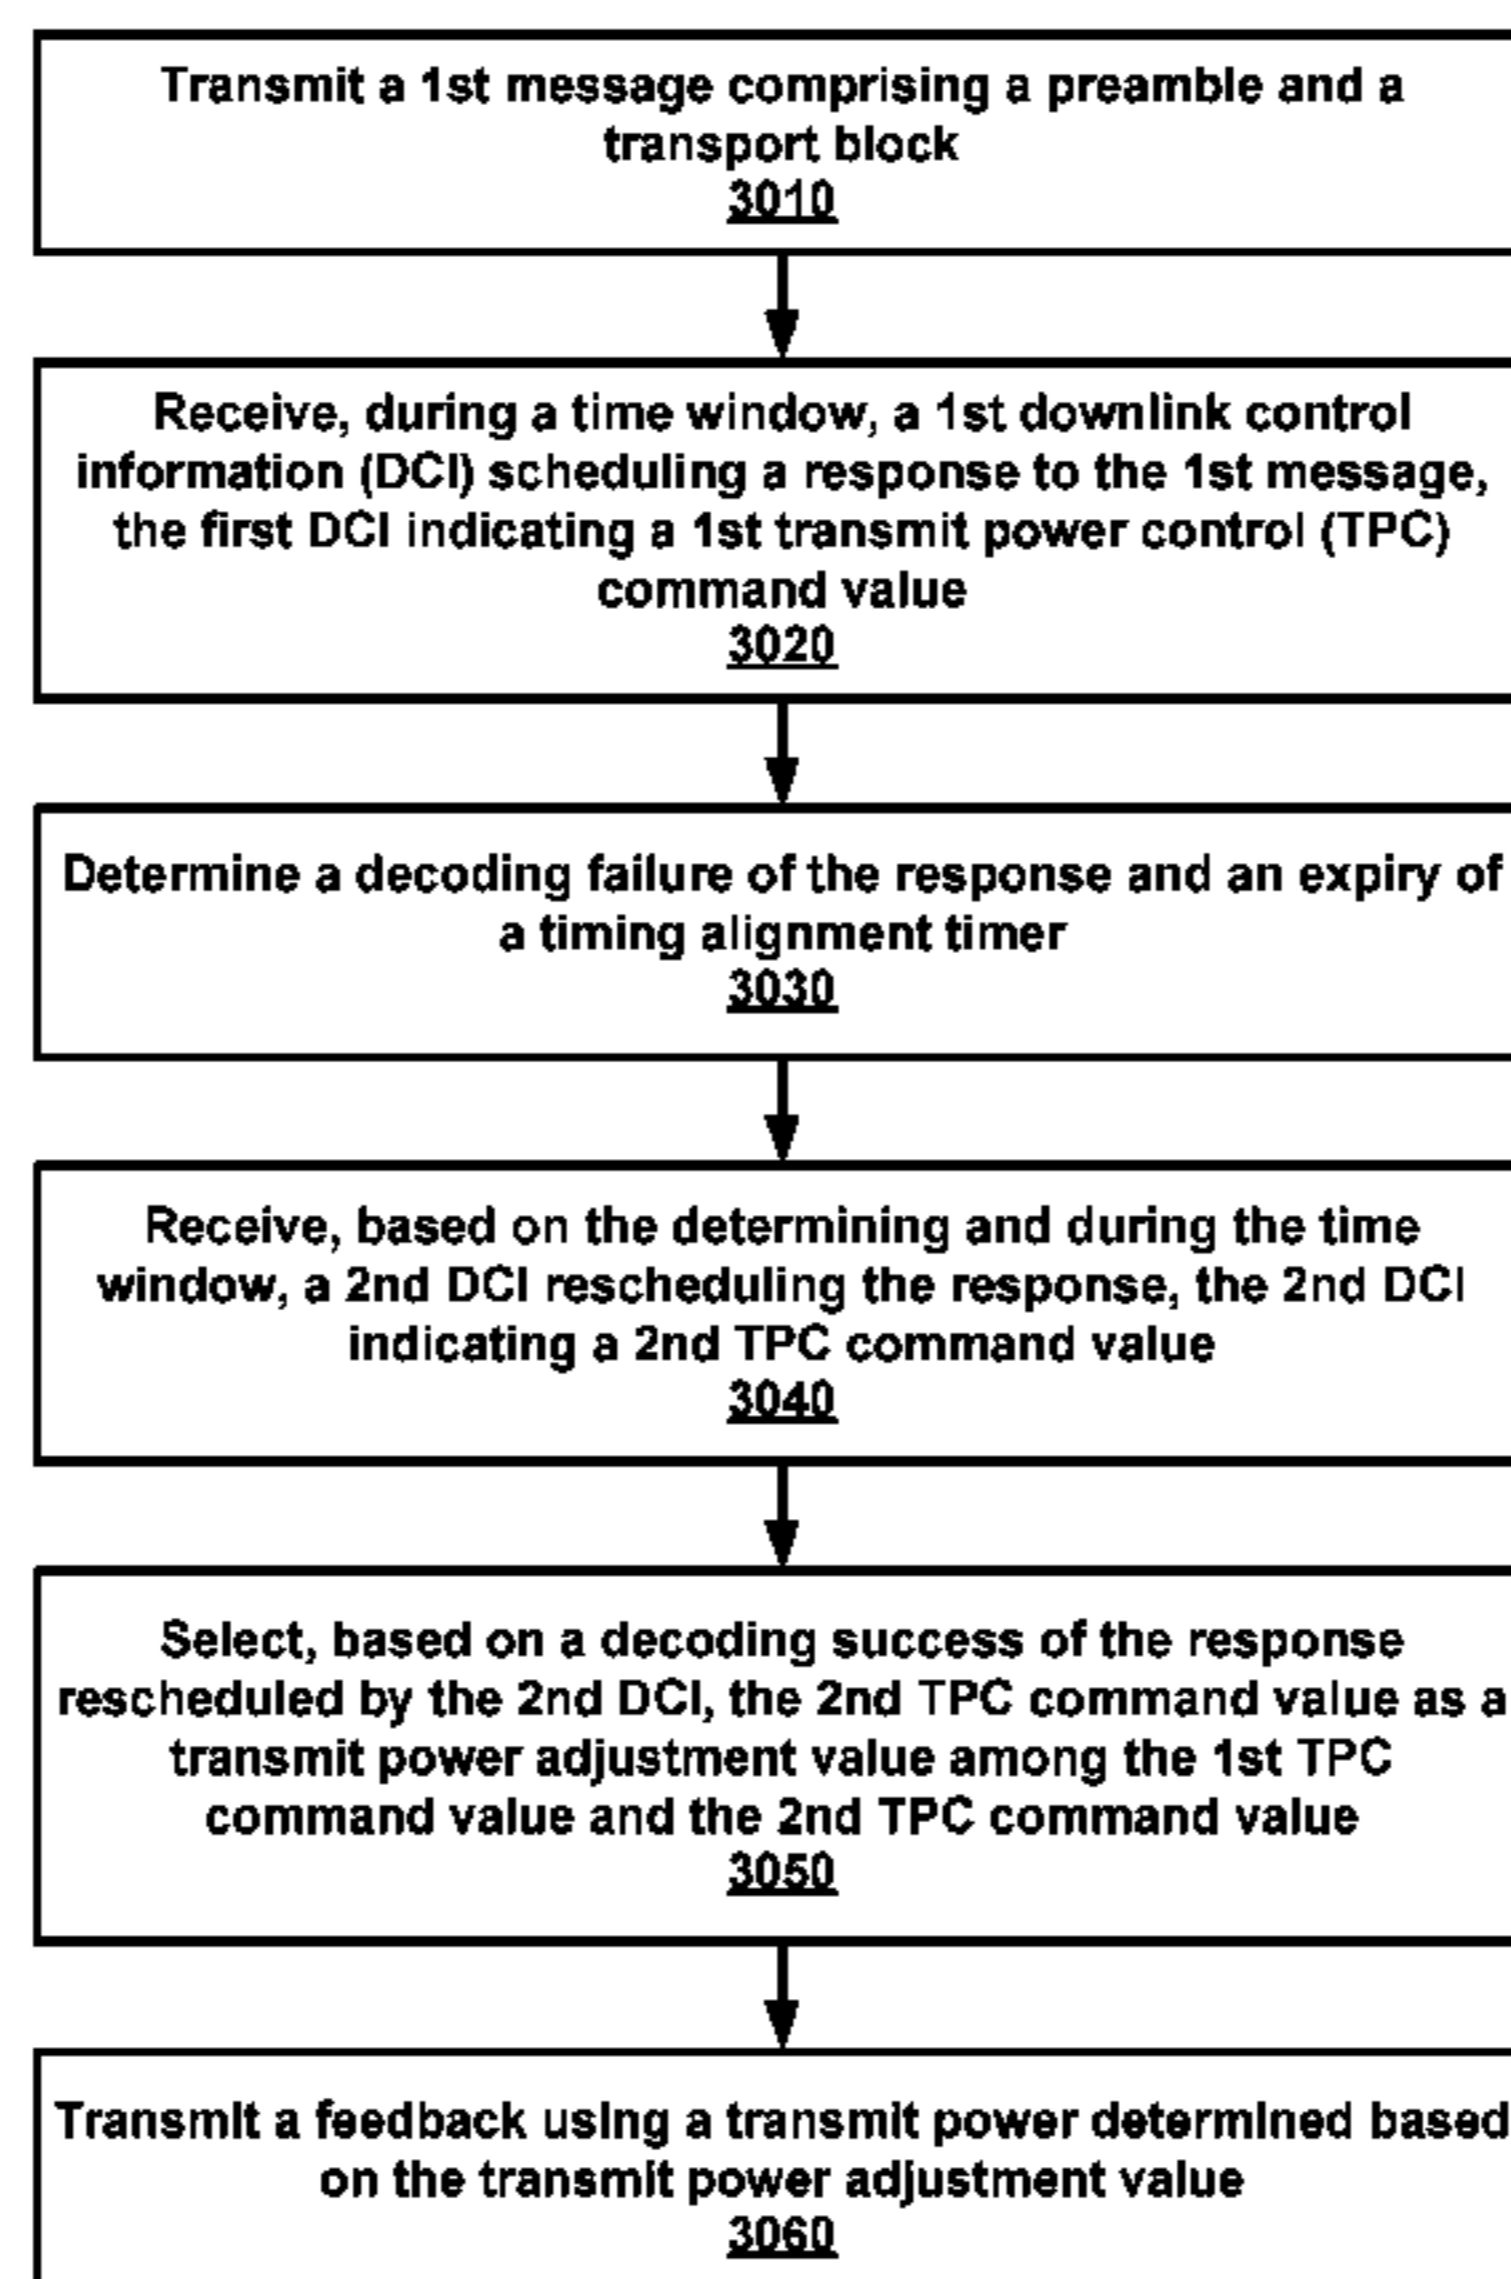 Transmit a 1st message comprising a preamble and a
transport block
3010
Receive, during a time window, a 1st downlink control
information (DCI) scheduling a response to the 1st message,
the first DCI indicating a 1st transmit power control (TPC)
command value
3020
Determine a decoding failure of the response and an expiry of
a timing alignment timer
3030
Receive, based on the determining and during the time
window, a 2nd DCI rescheduling the response, the 2nd DCI
indicating a 2nd TPC command value
3040
Select, based on a decoding success of the response
rescheduled by the 2nd DCI, the 2nd TPC command value as a
transmit power adjustment value among the 1st TPC
command value and the 2nd TPC command value
3050
Transmit a feedback using a transmit power determined based
on the transmit power adjustment value
3060